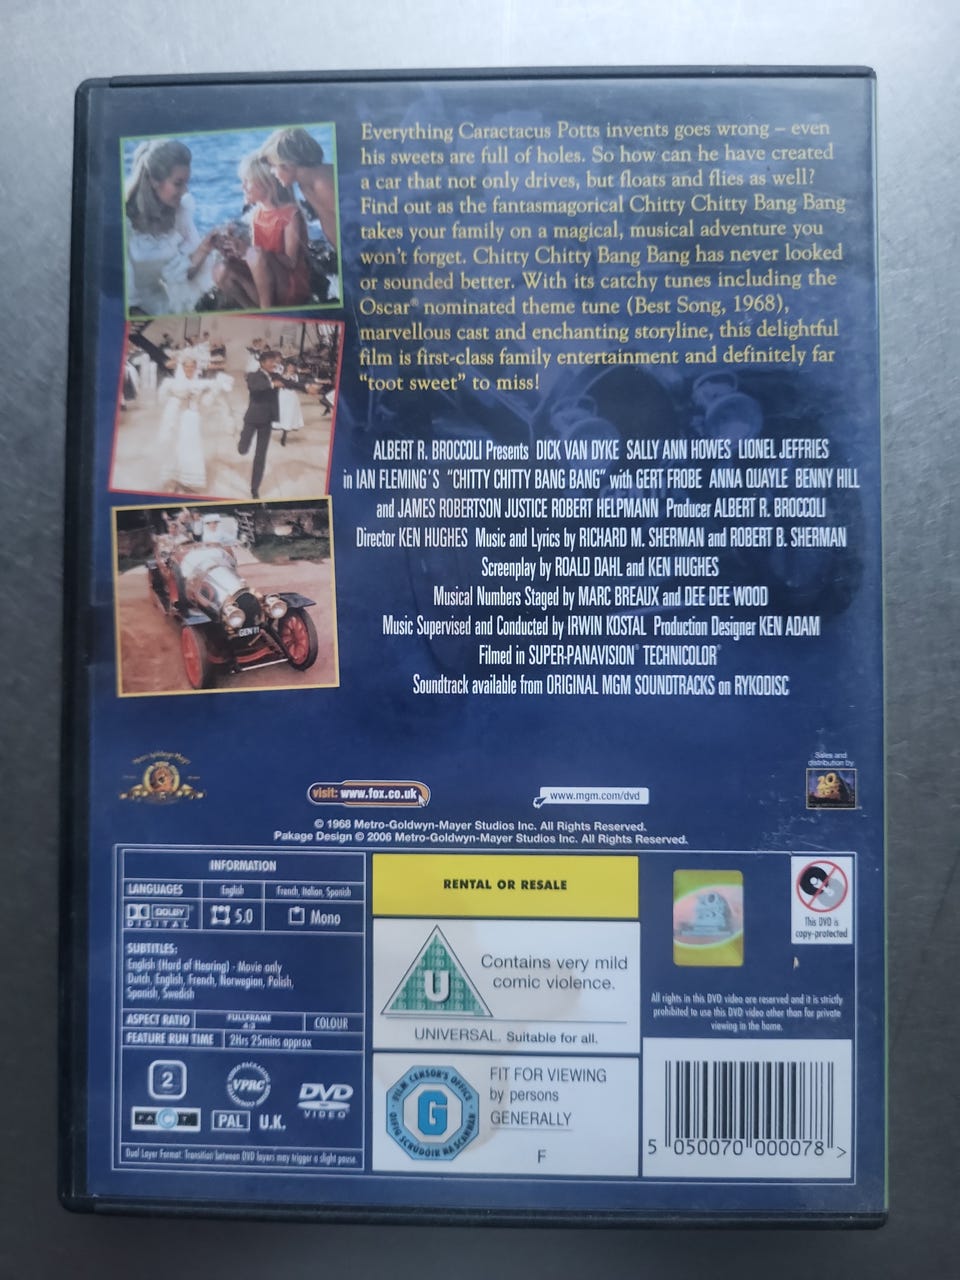 Everything Caractacus Potts invents goes wrong – even
his sweets are full of holes. So how can he have created
a car that not only drives, but floats and flies as well?
Find out as the fantasmagorical Chitty Chitty Bang Bang
takes your family on a magical, musical adventure you
won't forget. Chitty Chitty Bang Bang has never looked
or sounded better. With its catchy tunes including the
Oscar® nominated theme tune (Best Song, 1968),
marvellous cast and enchanting storyline, this delightful
film is first-class family entertainment and definitely far
"toot sweet" to miss!
ALBERT R. BROCCOLI Presents DICK VAN DYKE SALLY ANN HOWES LIONEL JEFFRIES
in IAN FLEMING'S "CHITTY CHITTY BANG BANG" with GERT FROBE ANNA QUAYLE BENNY HILL
and JAMES ROBERTSON JUSTICE ROBERT HELPMANN Producer ALBERT R. BROCCOLI
Director KEN HUGHES Music and Lyrics by RICHARD M. SHERMAN and ROBERT B. SHERMAN
Screenplay by ROALD DAHL and KEN HUGHES
Musical Numbers Staged by MARC BREAUX and DEE DEE WOOD
Music Supervised and Conducted by IRWIN KOSTAL Production Designer KEN ADAM
Filmed in SUPER-PANAVISION® TECHNICOLOR®
Soundtrack available from ORIGINAL MGM SOUNDTRACKS on RYKODISC
GEN 11
Metro Goldwyn Mayer
visit: www.fox.co.uk
www.mgm.com/dvd
Sales and
distribution by
© 1968 Metro-Goldwyn-Mayer Studios Inc. All Rights Reserved.
Pakage Design © 2006 Metro-Goldwyn-Mayer Studios Inc. All Rights Reserved.
INFORMATION
LANGUAGES English French, Italian, Spanish
DOLBY DIGITAL 5.0 Mono
SUBTITLES:
English (Hard of Hearing) - Movie only
Dutch, English, French, Norwegian, Polish,
Spanish, Swedish
ASPECT RATIO FULLFRAME 4:3 COLOUR
FEATURE RUN TIME 2Hrs 25mins approx
2
VIDEO PACKAGING VPRC
DVD
VIDEO
FACT
PAL U.K.
Dual Layer Format: Transition between DVD layers may trigger a slight pause.
RENTAL OR RESALE
U
Contains very mild
comic violence.
UNIVERSAL. Suitable for all.
FILM CENSOR'S OFFICE
G
OIFIG SCRÚDÓIR NA SCANNÁN
FIT FOR VIEWING
by persons
GENERALLY
F
This DVD is
copy-protected
All rights in this DVD video are reserved and it is strictly
prohibited to use this DVD video other than for private
viewing in the home.
5 050070 000078 >